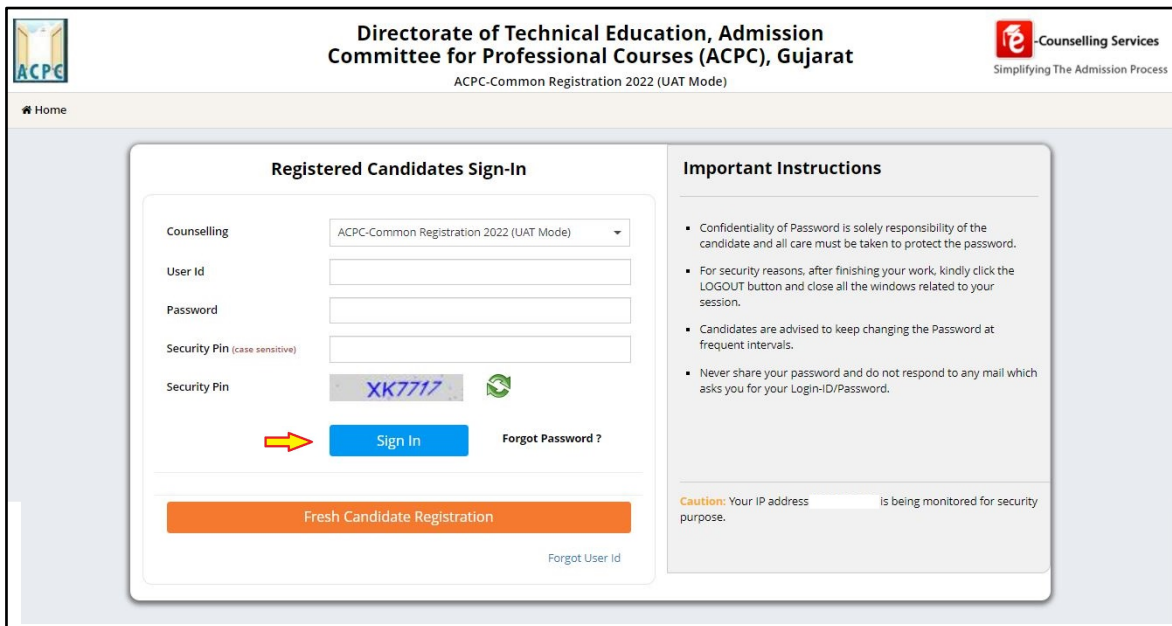 ACPC
Directorate of Technical Education, Admission
Committee for Professional Courses (ACPC), Gujarat
ACPC-Common Registration 2022 (UAT Mode)
e -Counselling Services
Simplifying The Admission Process
Home
Registered Candidates Sign-In
Counselling
ACPC-Common Registration 2022 (UAT Mode)
User Id
Password
Security Pin (case sensitive)
Security Pin
XK7717
Sign In
Forgot Password ?
Fresh Candidate Registration
Forgot User Id
Important Instructions
Confidentiality of Password is solely responsibility of the
candidate and all care must be taken to protect the password.
For security reasons, after finishing your work, kindly click the
LOGOUT button and close all the windows related to your
session.
Candidates are advised to keep changing the Password at
frequent intervals.
Never share your password and do not respond to any mail which
asks you for your Login-ID/Password.
Caution: Your IP address is being monitored for security
purpose.